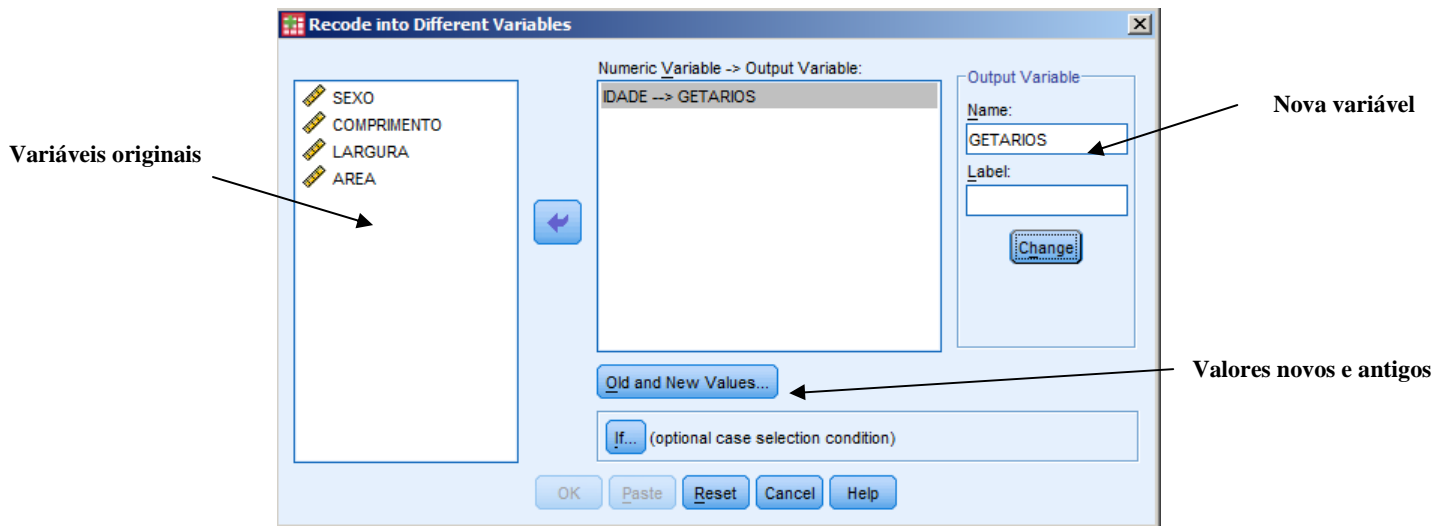 Recode into Different Variables
Variáveis originais
SEXO
COMPRIMENTO
LARGURA
AREA
Numeric Variable -> Output Variable:
IDADE --> GETARIOS
Output Variable
Name:
GETARIOS
Label:
Change
Nova variável
Old and New Values...
Valores novos e antigos
If... (optional case selection condition)
OK Paste Reset Cancel Help